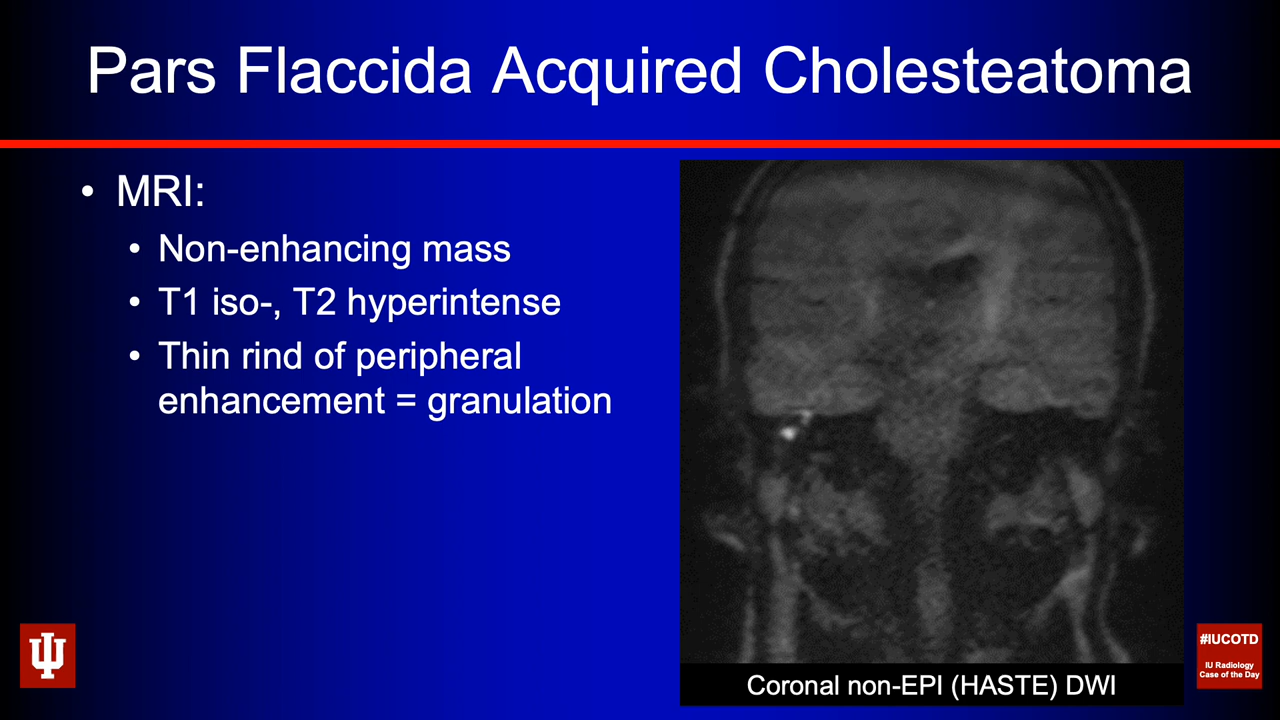 Pars Flaccida Acquired Cholesteatoma
• MRI:
• Non-enhancing mass
• T1 iso-, T2 hyperintense
• Thin rind of peripheral
enhancement = granulation
Coronal non-EPI (HASTE) DWI
#IUCOTD
IU Radiology
Case of the Day